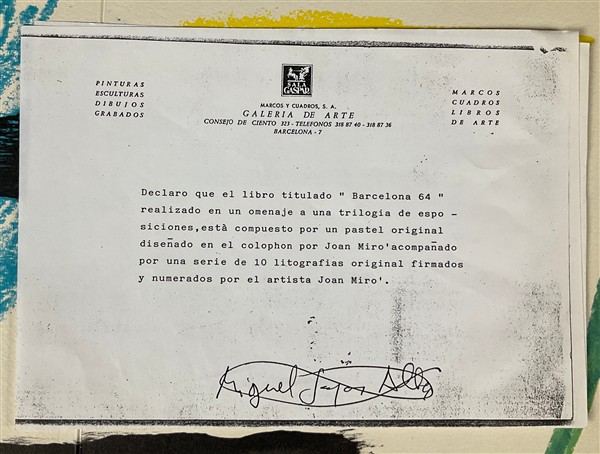 SALA
GASPAR
PINTURAS
ESCULTURAS
DIBUJOS
GRABADOS
MARCOS Y CUADROS, S. A.
GALERIA DE ARTE
CONSEJO DE CIENTO 323 - TELEFONOS 318 87 40 - 318 87 36
BARCELONA - 7
MARCOS
CUADROS
LIBROS
DE ARTE
Declaro que el libro titulado " Barcelona 64 "
realizado en un omenaje a una trilogia de espo -
siciones,està compuesto por un pastel original
diseñado en el colophon por Joan Miro'acompañado
por una serie de 10 litografias original firmados
y numerados por el artista Joan Miro'.
Miguel